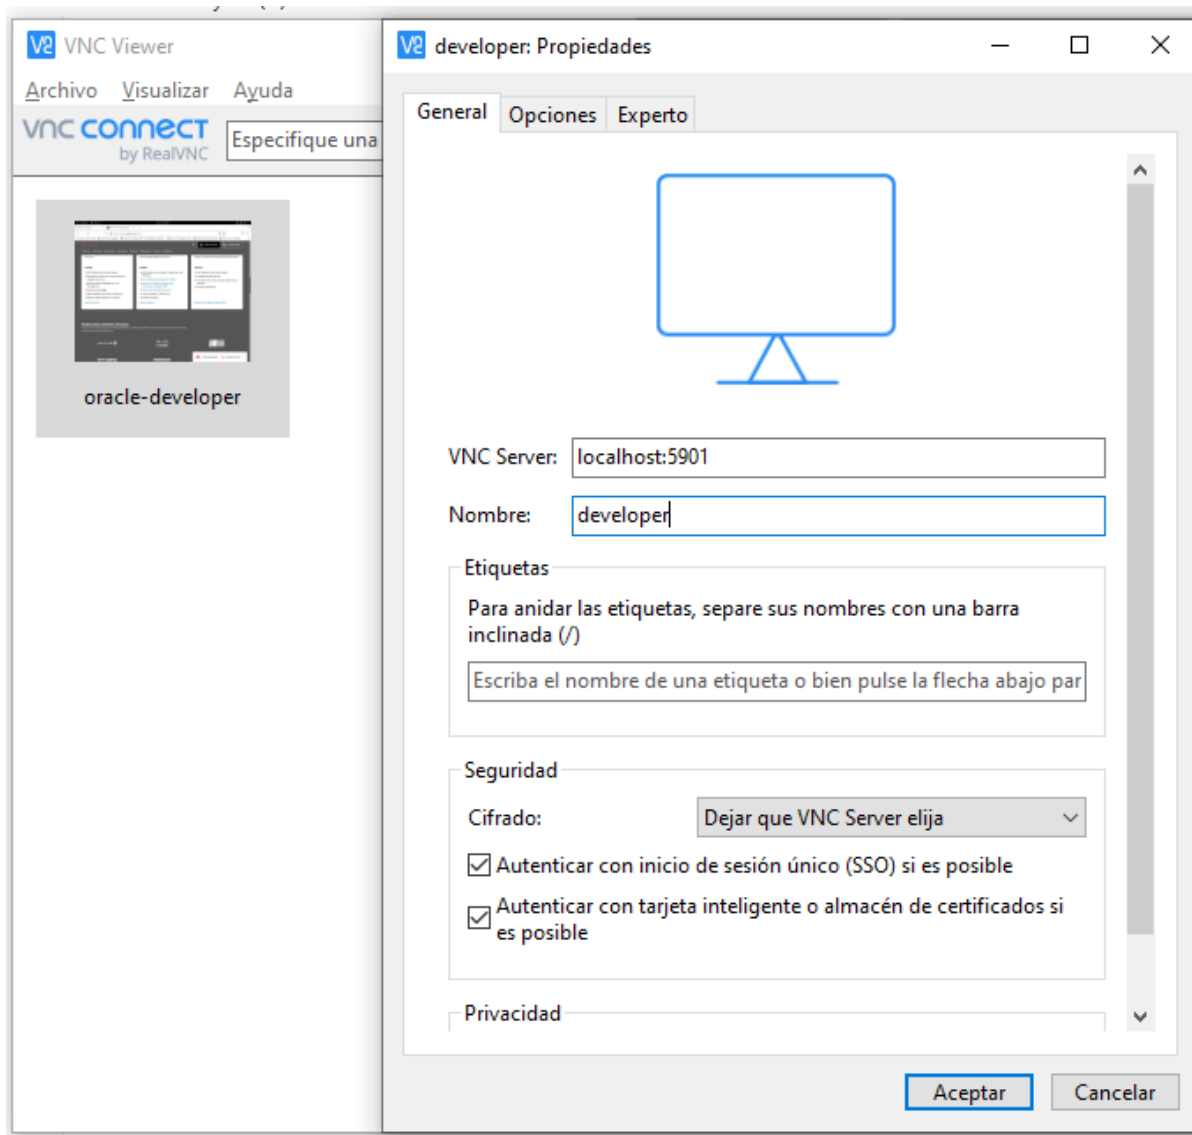 VNC Viewer
Archivo Visualizar Ayuda
vnc connect
by RealVNC
Especifique una
oracle-developer
developer: Propiedades
General Opciones Experto
VNC Server: localhost:5901
Nombre: developer
Etiquetas
Para anidar las etiquetas, separe sus nombres con una barra
inclinada (/)
Escriba el nombre de una etiqueta o bien pulse la flecha abajo par
Seguridad
Cifrado: Dejar que VNC Server elija
Autenticar con inicio de sesión único (SSO) si es posible
Autenticar con tarjeta inteligente o almacén de certificados si
es posible
Privacidad
Aceptar Cancelar